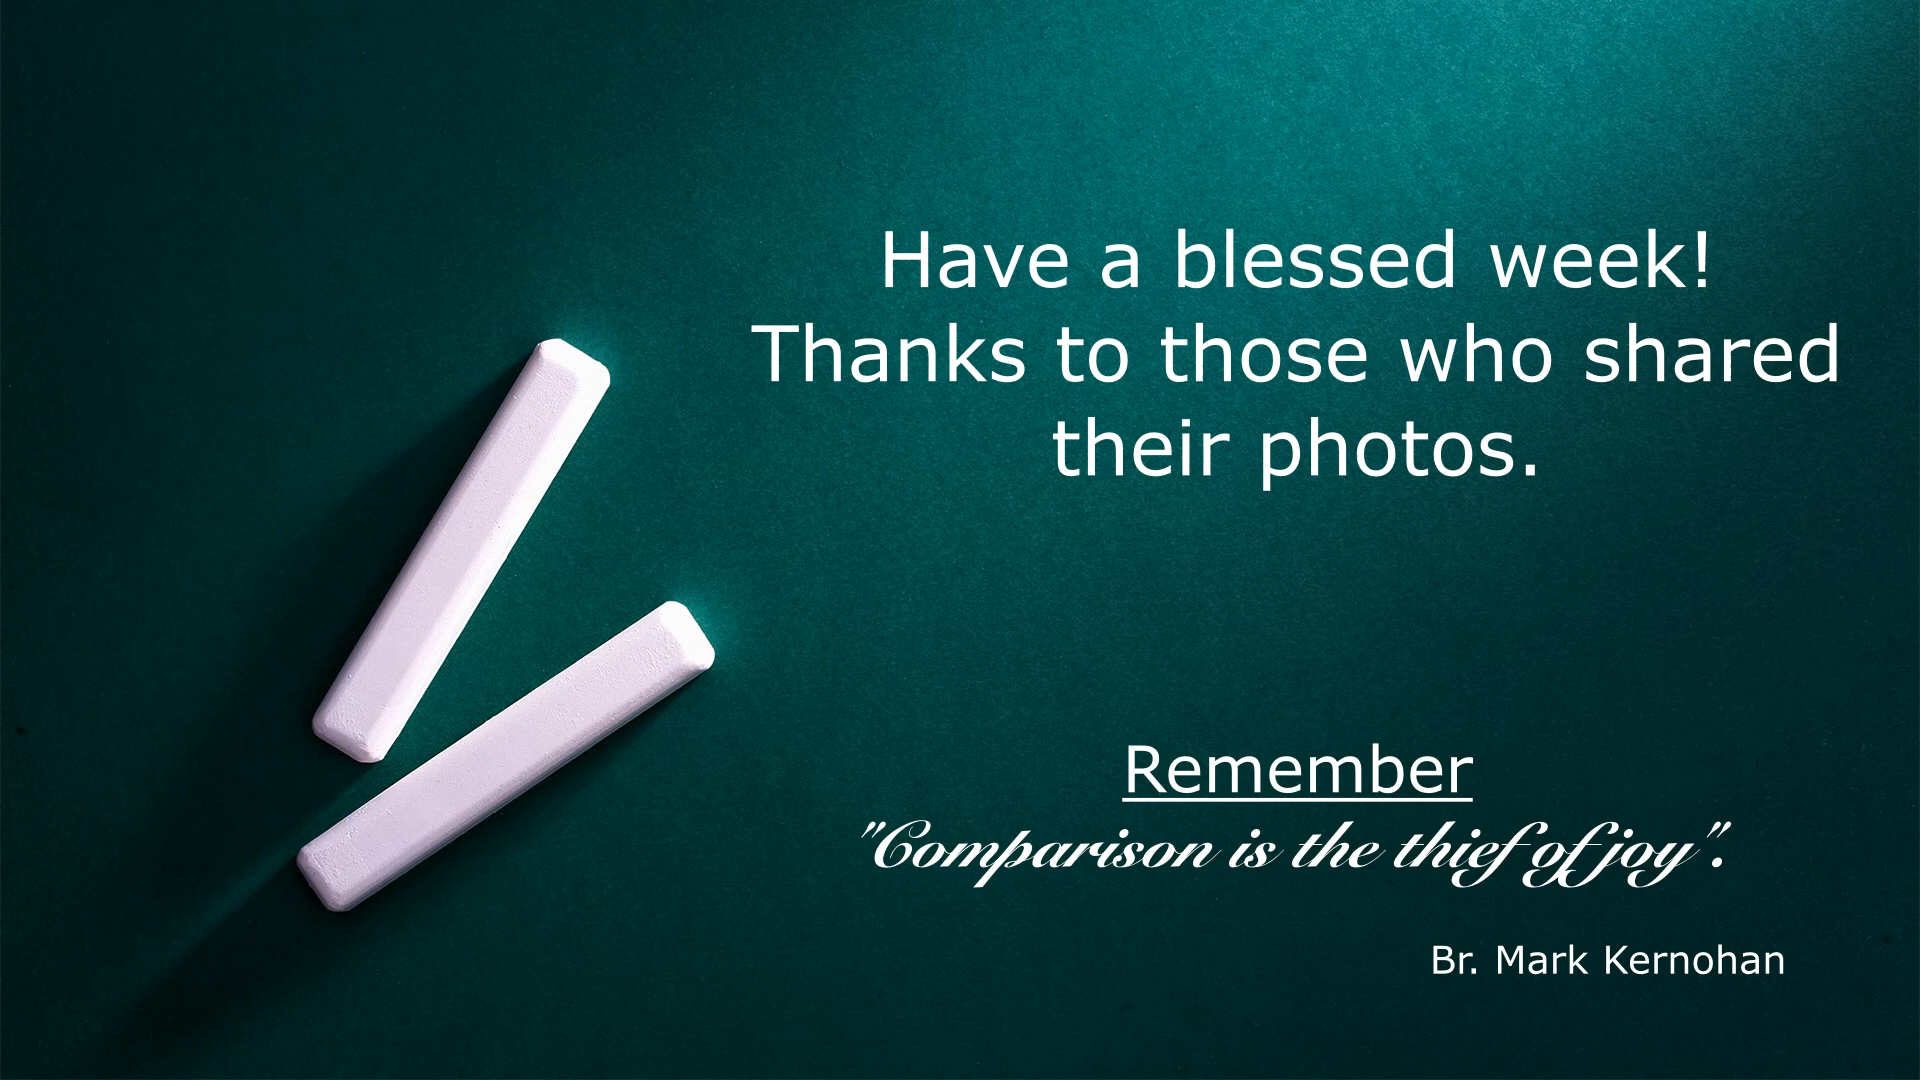 Have a blessed week!
Thanks to those who shared
their photos.
Remember
"Comparison is the thief of joy".
Br. Mark Kernohan